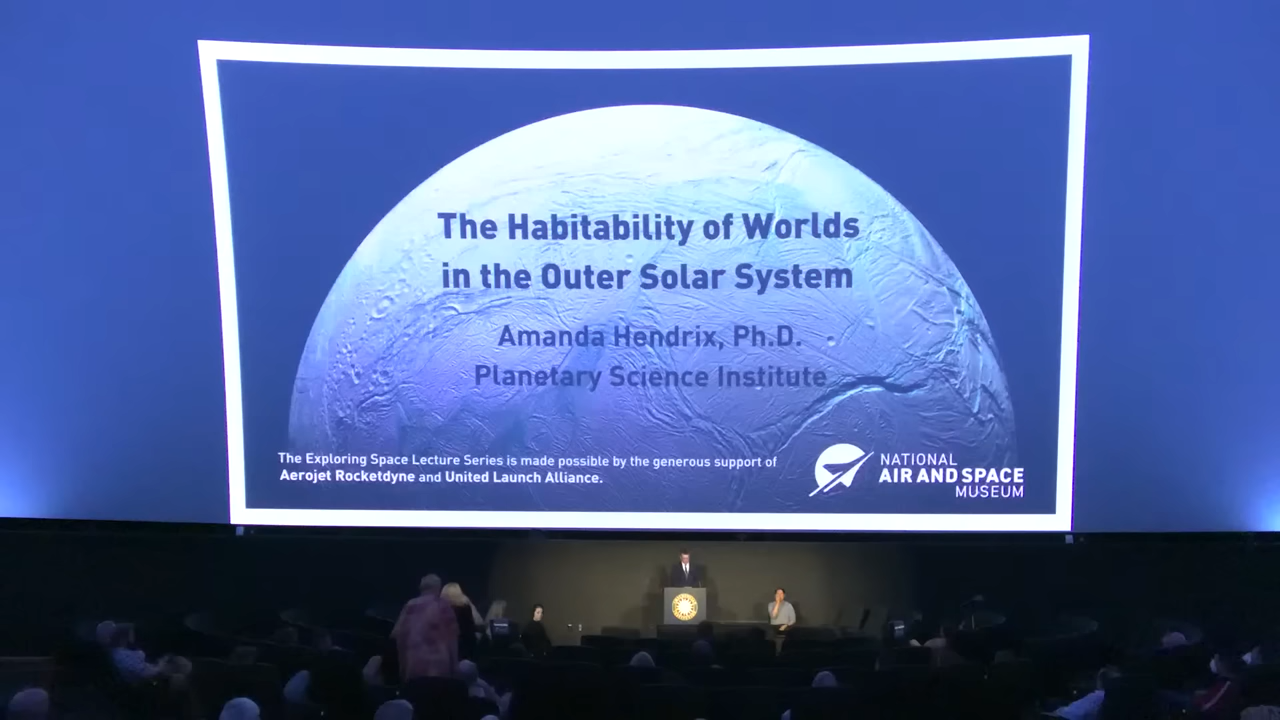 The Habitability of Worlds
in the Outer Solar System
Amanda Hendrix, Ph.D.
Planetary Science Institute
The Exploring Space Lecture Series is made possible by the generous support of
Aerojet Rocketdyne and United Launch Alliance.
NATIONAL
AIR AND SPACE
MUSEUM